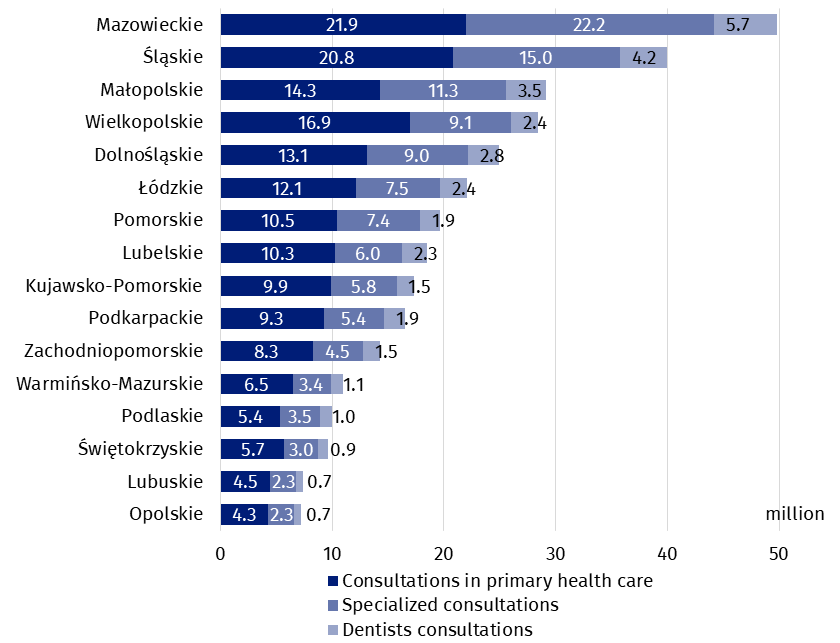 Mazowieckie 21.9 22.2 5.7
Śląskie 20.8 15.0 4.2
Małopolskie 14.3 11.3 3.5
Wielkopolskie 16.9 9.1 2.4
Dolnośląskie 13.1 9.0 2.8
Łódzkie 12.1 7.5 2.4
Pomorskie 10.5 7.4 1.9
Lubelskie 10.3 6.0 2.3
Kujawsko-Pomorskie 9.9 5.8 1.5
Podkarpackie 9.3 5.4 1.9
Zachodniopomorskie 8.3 4.5 1.5
Warmińsko-Mazurskie 6.5 3.4 1.1
Podlaskie 5.4 3.5 1.0
Świętokrzyskie 5.7 3.0 0.9
Lubuskie 4.5 2.3 0.7
Opolskie 4.3 2.3 0.7 million
0 10 20 30 40 50
Consultations in primary health care
Specialized consultations
Dentists consultations